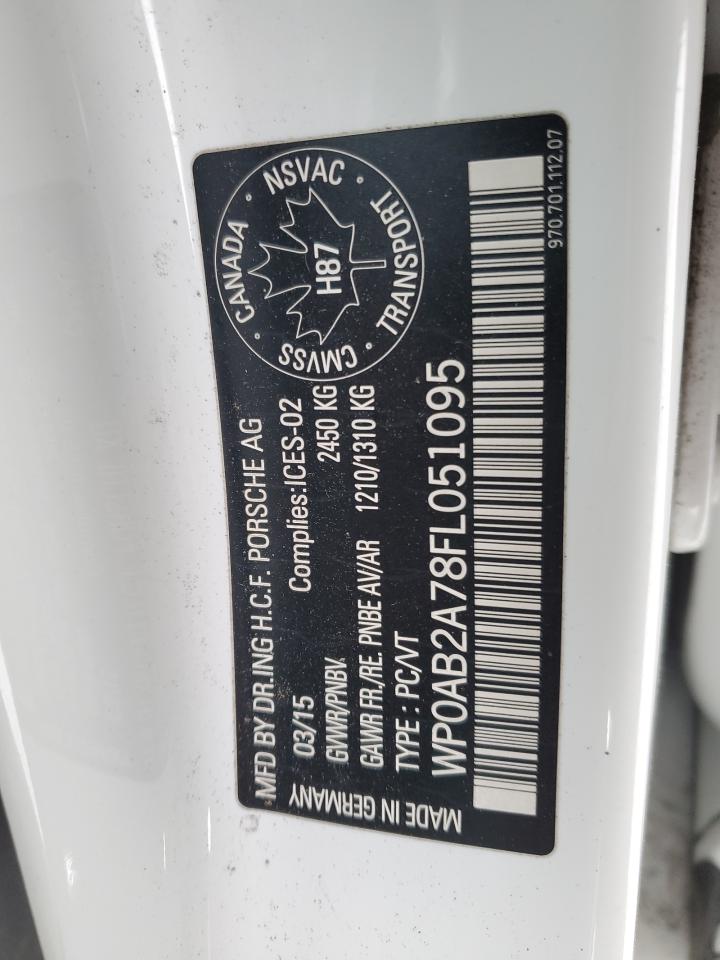 MFD BY DR.ING H.C.F. PORSCHE AG
03/15 Complies:ICES-02
GVWR/PNBV 2450 KG
GAWR FR./RE. PNBE AV/AR 1210/1310 KG
TYPE : PC/VT
WP0AB2A78FL051095
MADE IN GERMANY
CANADA · NSVAC · TRANSPORT · CMVSS ·
H87
970.701.112.07